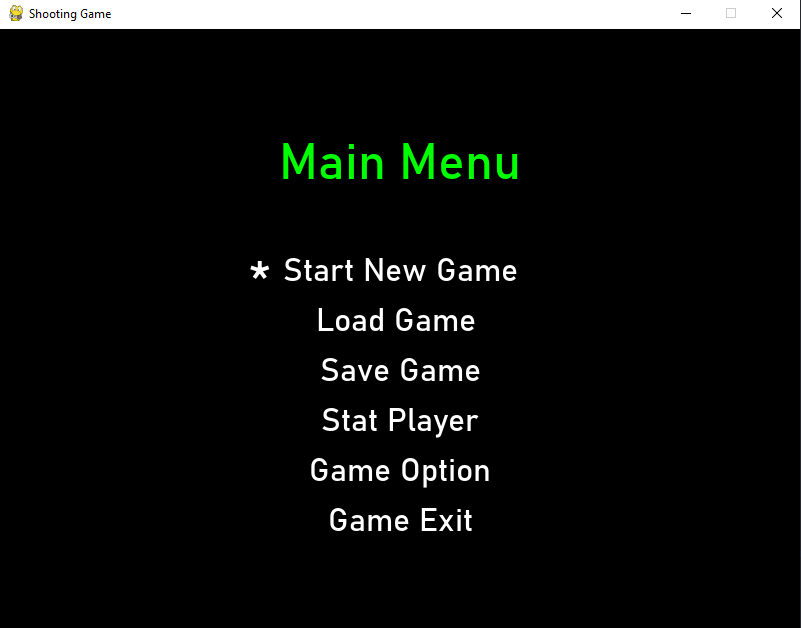 Shooting Game
Main Menu
* Start New Game
Load Game
Save Game
Stat Player
Game Option
Game Exit